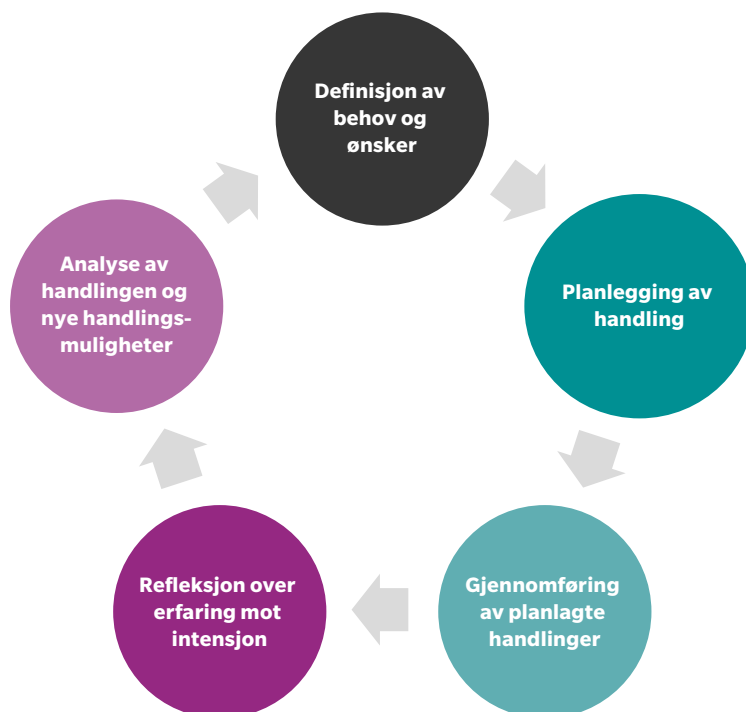 Definisjon av
behov og
ønsker
Planlegging av
handling
Gjennomføring
av planlagte
handlinger
Refleksjon over
erfaring mot
intensjon
Analyse av
handlingen og
nye handlings-
muligheter